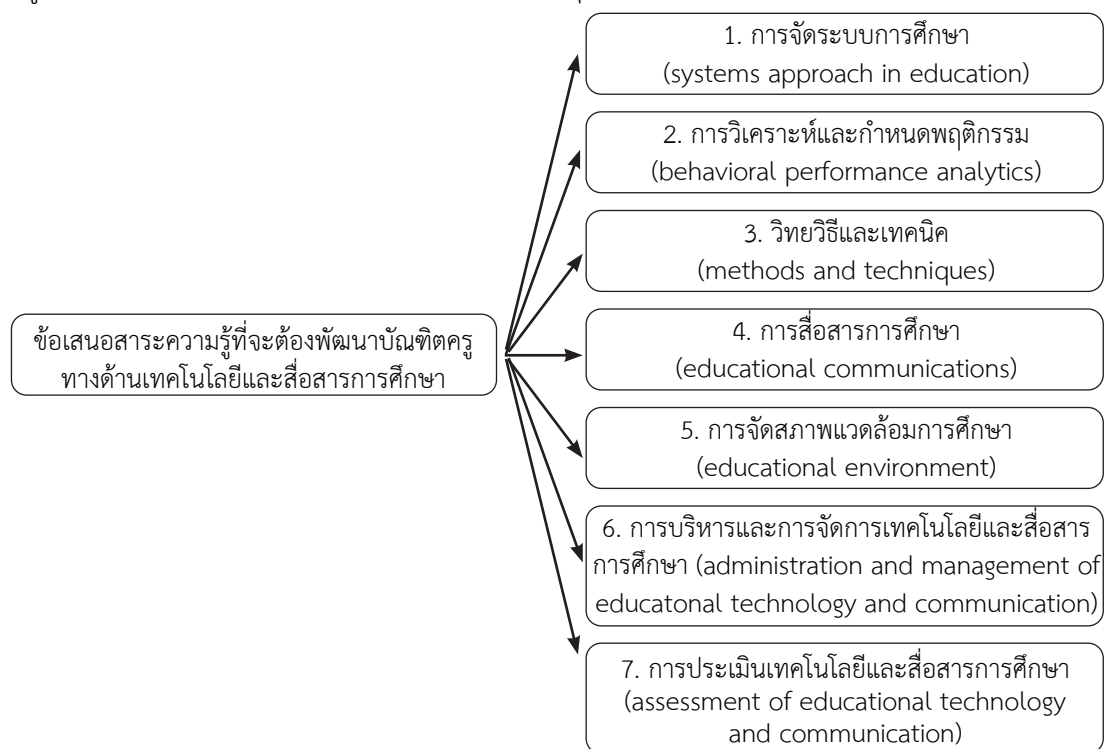 ข้อเสนอสาระความรู้ที่จะต้องพัฒนาบัณฑิตครู
ทางด้านเทคโนโลยีและสื่อสารการศึกษา
1. การจัดระบบการศึกษา
(systems approach in education)
2. การวิเคราะห์และกำหนดพฤติกรรม
(behavioral performance analytics)
3. วิทยวิธีและเทคนิค
(methods and techniques)
4. การสื่อสารการศึกษา
(educational communications)
5. การจัดสภาพแวดล้อมการศึกษา
(educational environment)
6. การบริหารและการจัดการเทคโนโลยีและสื่อสาร
การศึกษา (administration and management of
educatonal technology and communication)
7. การประเมินเทคโนโลยีและสื่อสารการศึกษา
(assessment of educational technology
and communication)